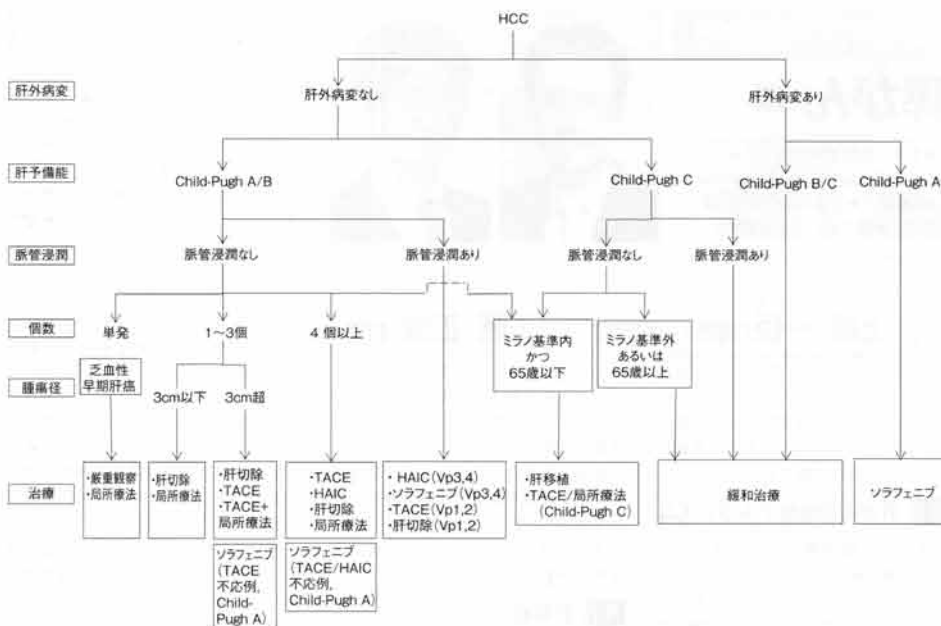 HCC
肝外病変
肝外病変なし
肝外病変あり
肝予備能
Child-Pugh A/B
Child-Pugh C
Child-Pugh B/C
Child-Pugh A
脈管浸潤
脈管浸潤なし
脈管浸潤あり
脈管浸潤なし
脈管浸潤あり
個数
単発
1〜3個
4個以上
ミラノ基準内
かつ
65歳以下
ミラノ基準外
あるいは
65歳以上
腫瘍径
乏血性
早期肝癌
3cm以下
3cm超
治療
・厳重観察
・局所療法
・肝切除
・局所療法
・肝切除
・TACE
・TACE+
局所療法
・TACE
・HAIC
・肝切除
・局所療法
・HAIC(Vp3,4)
・ソラフェニブ(Vp3,4)
・TACE(Vp1,2)
・肝切除(Vp1,2)
・肝移植
・TACE/局所療法
(Child-Pugh C)
緩和治療
ソラフェニブ
ソラフェニブ
(TACE
不応例,
Child-
Pugh A)
ソラフェニブ
(TACE/HAIC
不応例,
Child-Pugh A)